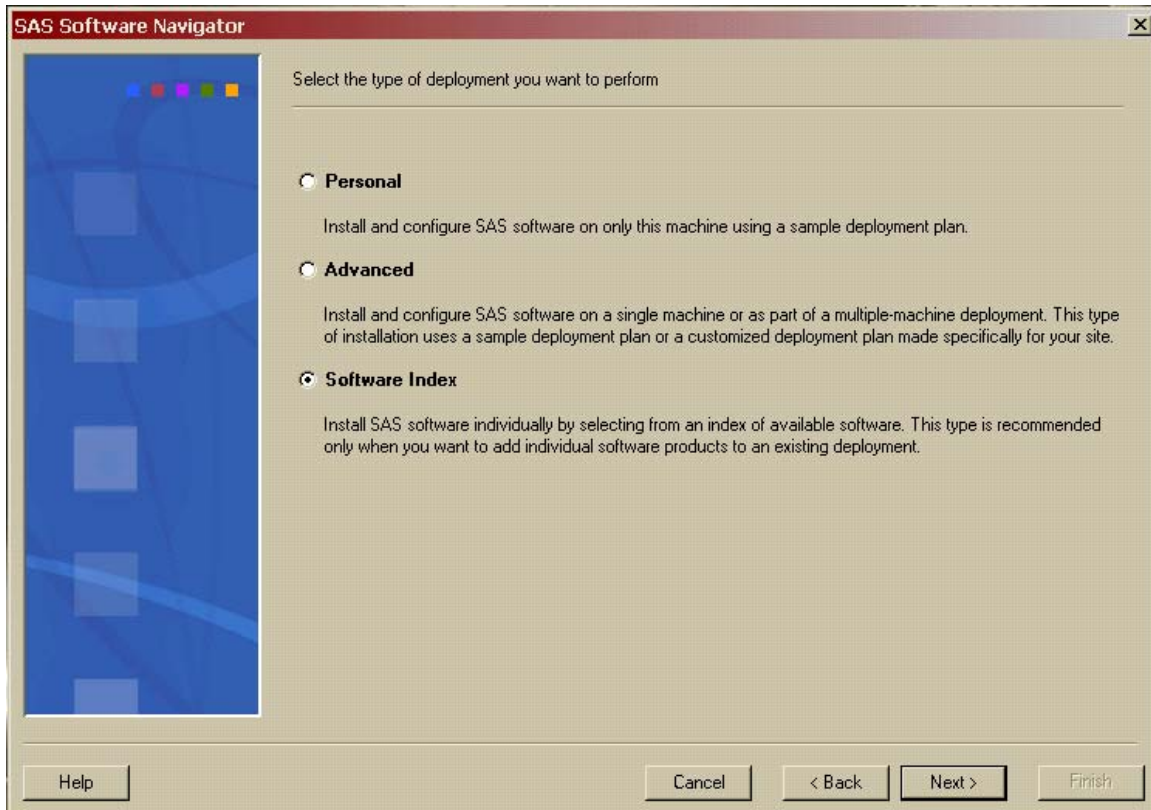 SAS Software Navigator
Select the type of deployment you want to perform
Personal
Install and configure SAS software on only this machine using a sample deployment plan.
Advanced
Install and configure SAS software on a single machine or as part of a multiple-machine deployment. This type
of installation uses a sample deployment plan or a customized deployment plan made specifically for your site.
Software Index
Install SAS software individually by selecting from an index of available software. This type is recommended
only when you want to add individual software products to an existing deployment.
Help
Cancel
< Back
Next >
Finish